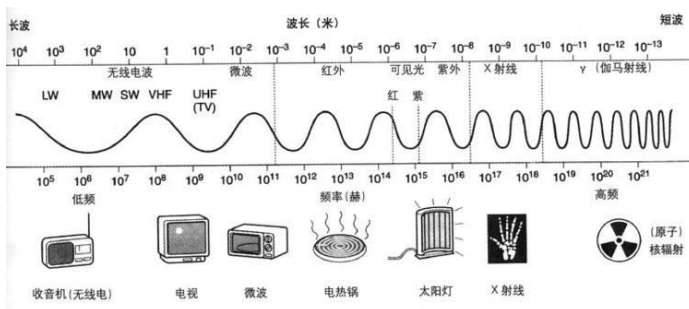 长波 波长(米) 短波
10⁴ 10³ 10² 10 1 10⁻¹ 10⁻² 10⁻³ 10⁻⁴ 10⁻⁵ 10⁻⁶ 10⁻⁷ 10⁻⁸ 10⁻⁹ 10⁻¹⁰ 10⁻¹¹ 10⁻¹² 10⁻¹³
无线电波 微波 红外 可见光 紫外 X射线 γ (伽马射线)
LW MW SW VHF UHF 红 紫
(TV)
10⁵ 10⁶ 10⁷ 10⁸ 10⁹ 10¹⁰ 10¹¹ 10¹² 10¹³ 10¹⁴ 10¹⁵ 10¹⁶ 10¹⁷ 10¹⁸ 10¹⁹ 10²⁰ 10²¹
低频 频率(赫) 高频
(原子)
核辐射
收音机(无线电) 电视 微波 电热锅 太阳灯 X射线